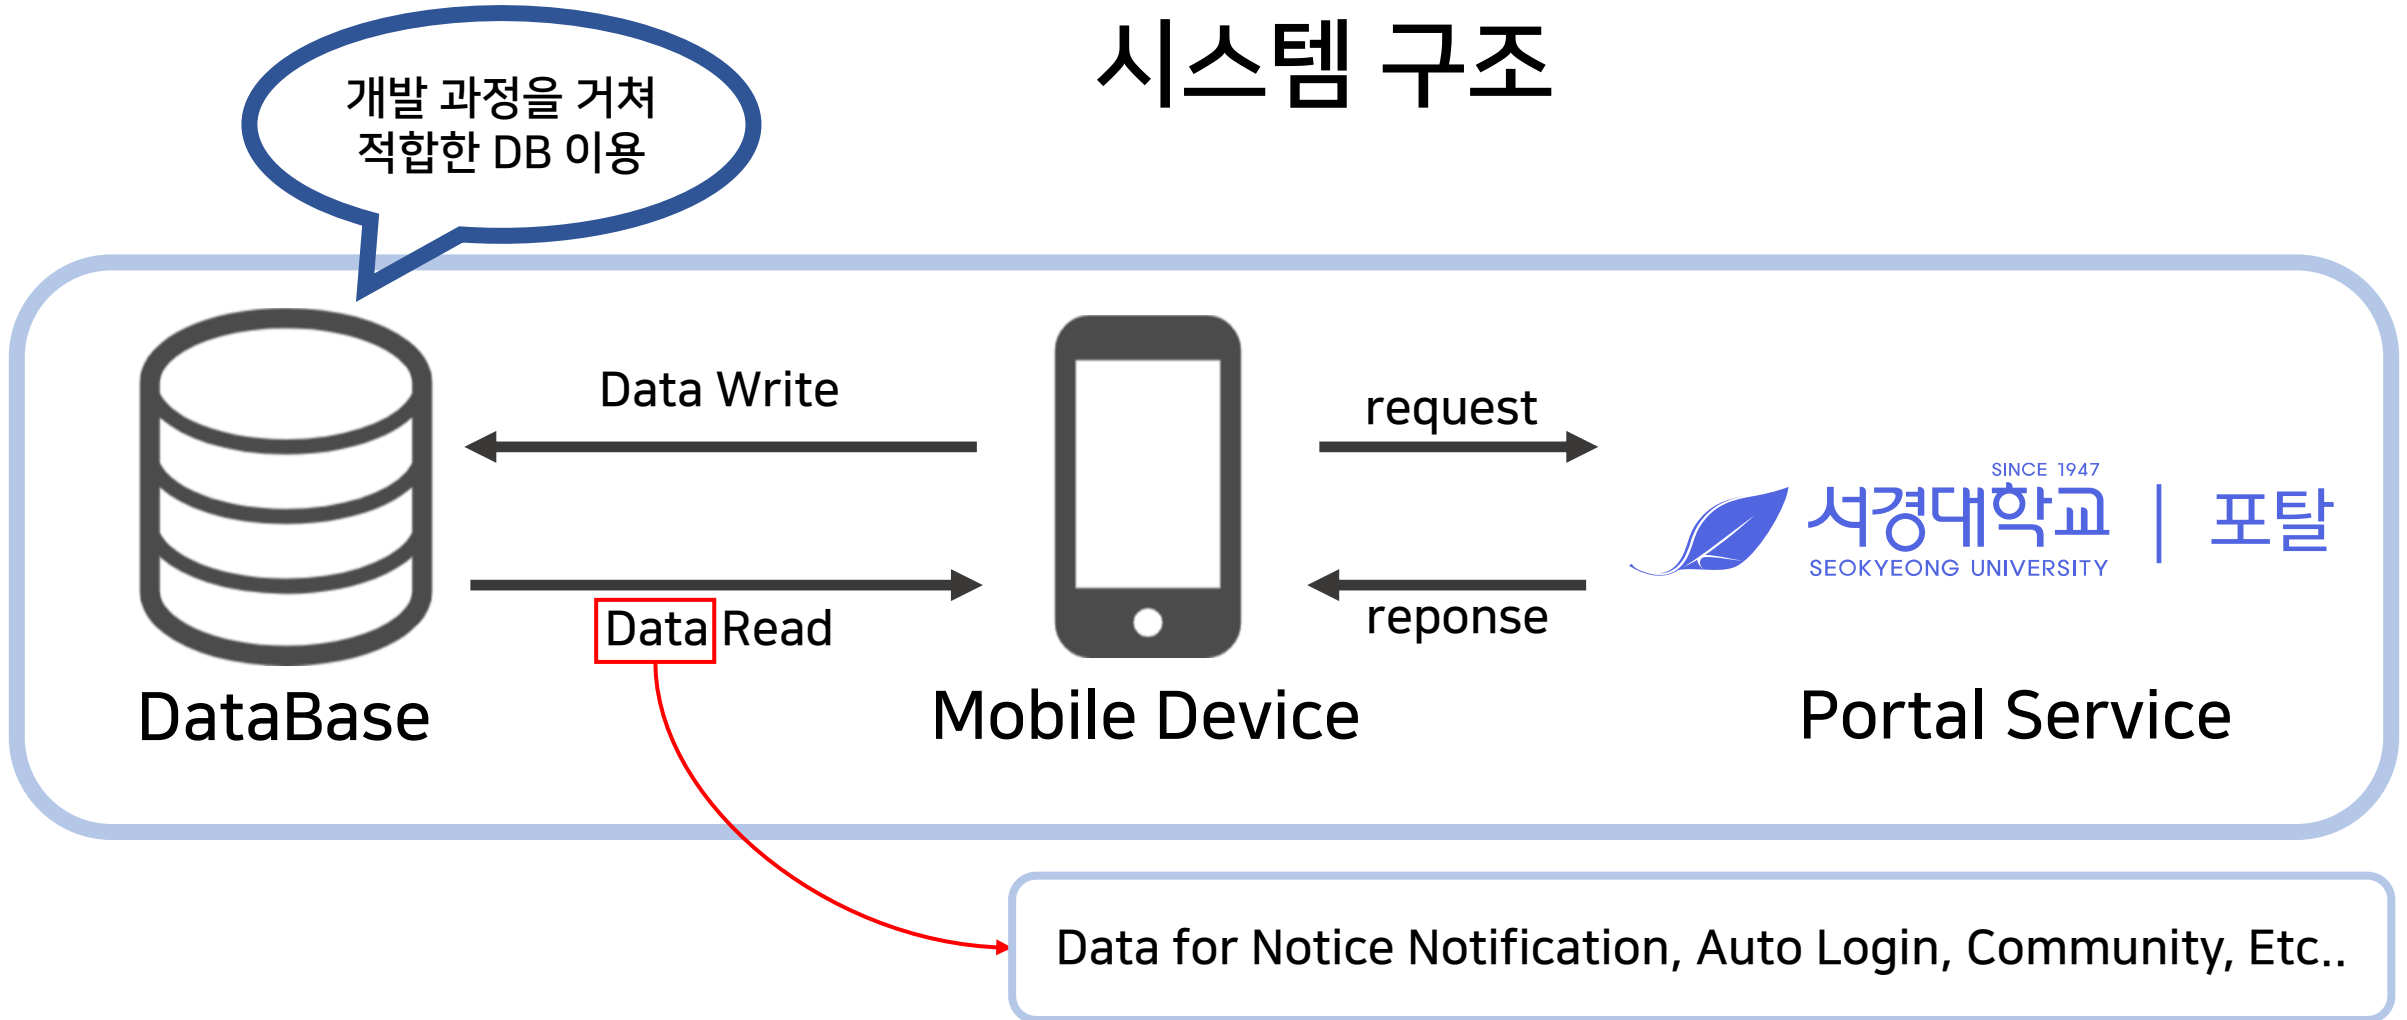 시스템 구조
개발 과정을 거쳐
적합한 DB 이용
Data Write
request
SINCE 1947
서경대학교 | 포탈
SEOKYEONG UNIVERSITY
Data Read
reponse
DataBase
Mobile Device
Portal Service
Data for Notice Notification, Auto Login, Community, Etc..